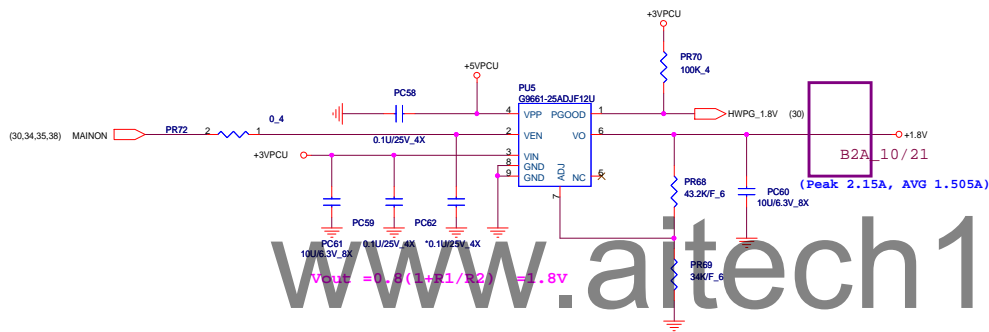 +3VPCU
PR70
100K_4
+5VPCU
PC58
PU5
G9661-25ADJF12U
4 VPP PGOOD 1
HWPG_1.8V (30)
0.1U/25V_4X
(30,34,35,38) MAINON
PR72 2 1 0_4
2 VEN VO 6
+1.8V
B2A_10/21
(Peak 2.15A, AVG 1.505A)
+3VPCU
3 VIN
8 GND
9 GND
ADJ
7
NC 5
PR68
43.2K/F_6
PC60
10U/6.3V_8X
PC61
10U/6.3V_8X
PC59
0.1U/25V_4X
PC62
*0.1U/25V_4X
PR69
34K/F_6
Vout =0.8(1+R1/R2) =1.8V
www.aitech1